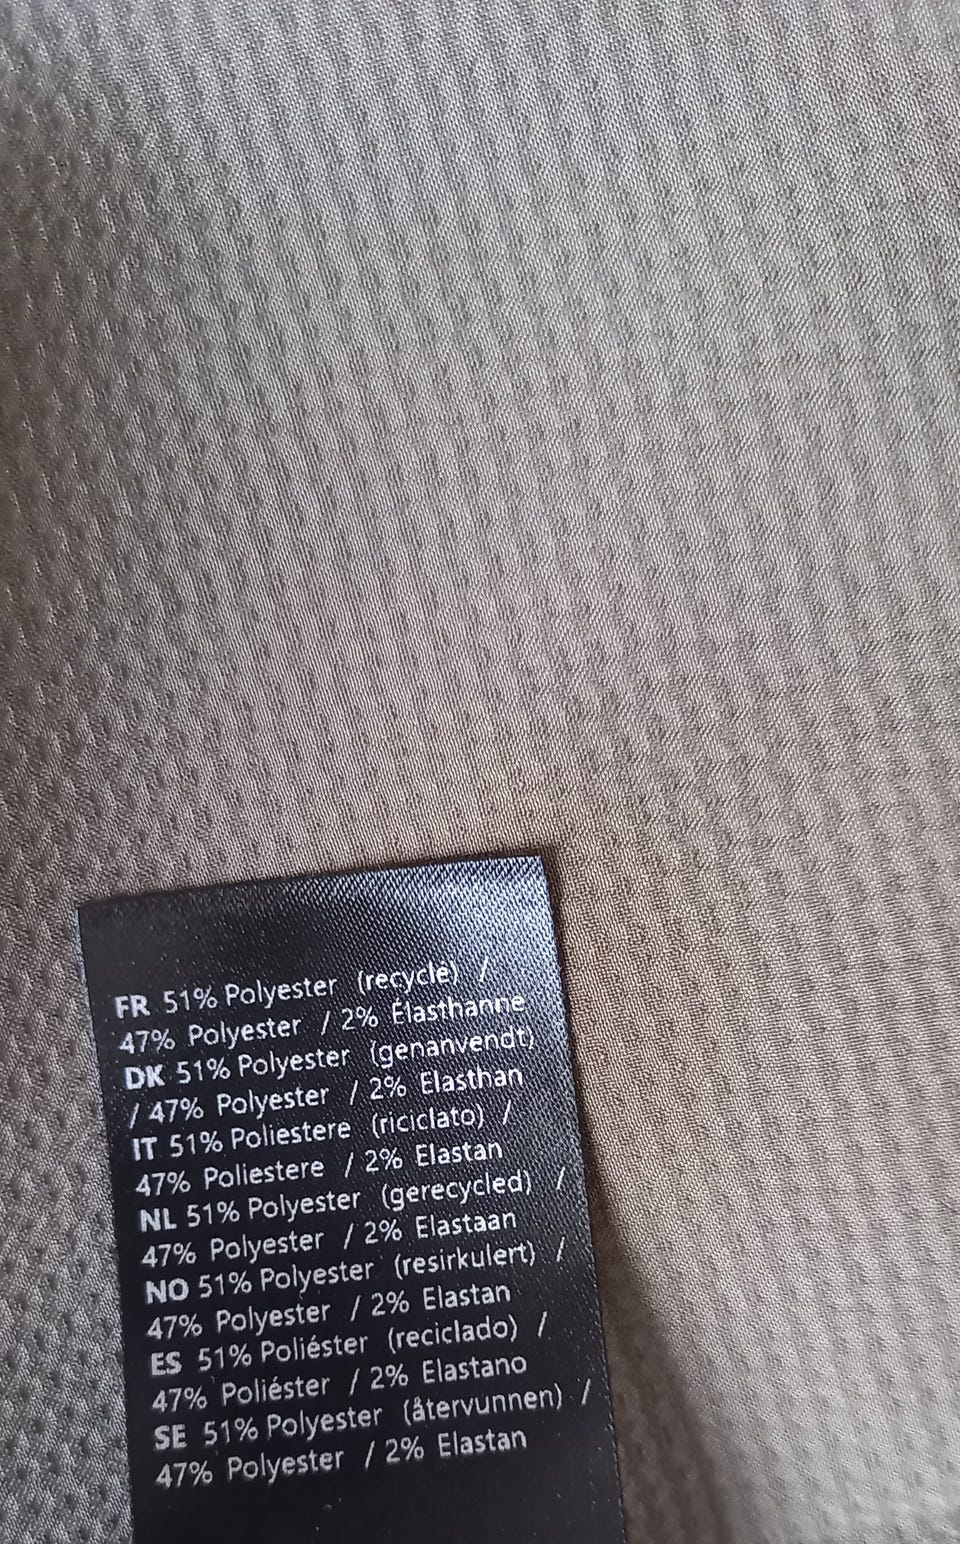 FR 51% Polyester (recycle) /
47% Polyester / 2% Élasthanne
DK 51% Polyester (genanvendt)
/ 47% Polyester / 2% Elasthan
IT 51% Poliestere (riciclato) /
47% Poliestere / 2% Elastan
NL 51% Polyester (gerecycled) /
47% Polyester / 2% Elastaan
NO 51% Polyester (resirkulert) /
47% Polyester / 2% Elastan
ES 51% Poliéster (reciclado) /
47% Poliéster / 2% Elastano
SE 51% Polyester (återvunnen) /
47% Polyester / 2% Elastan